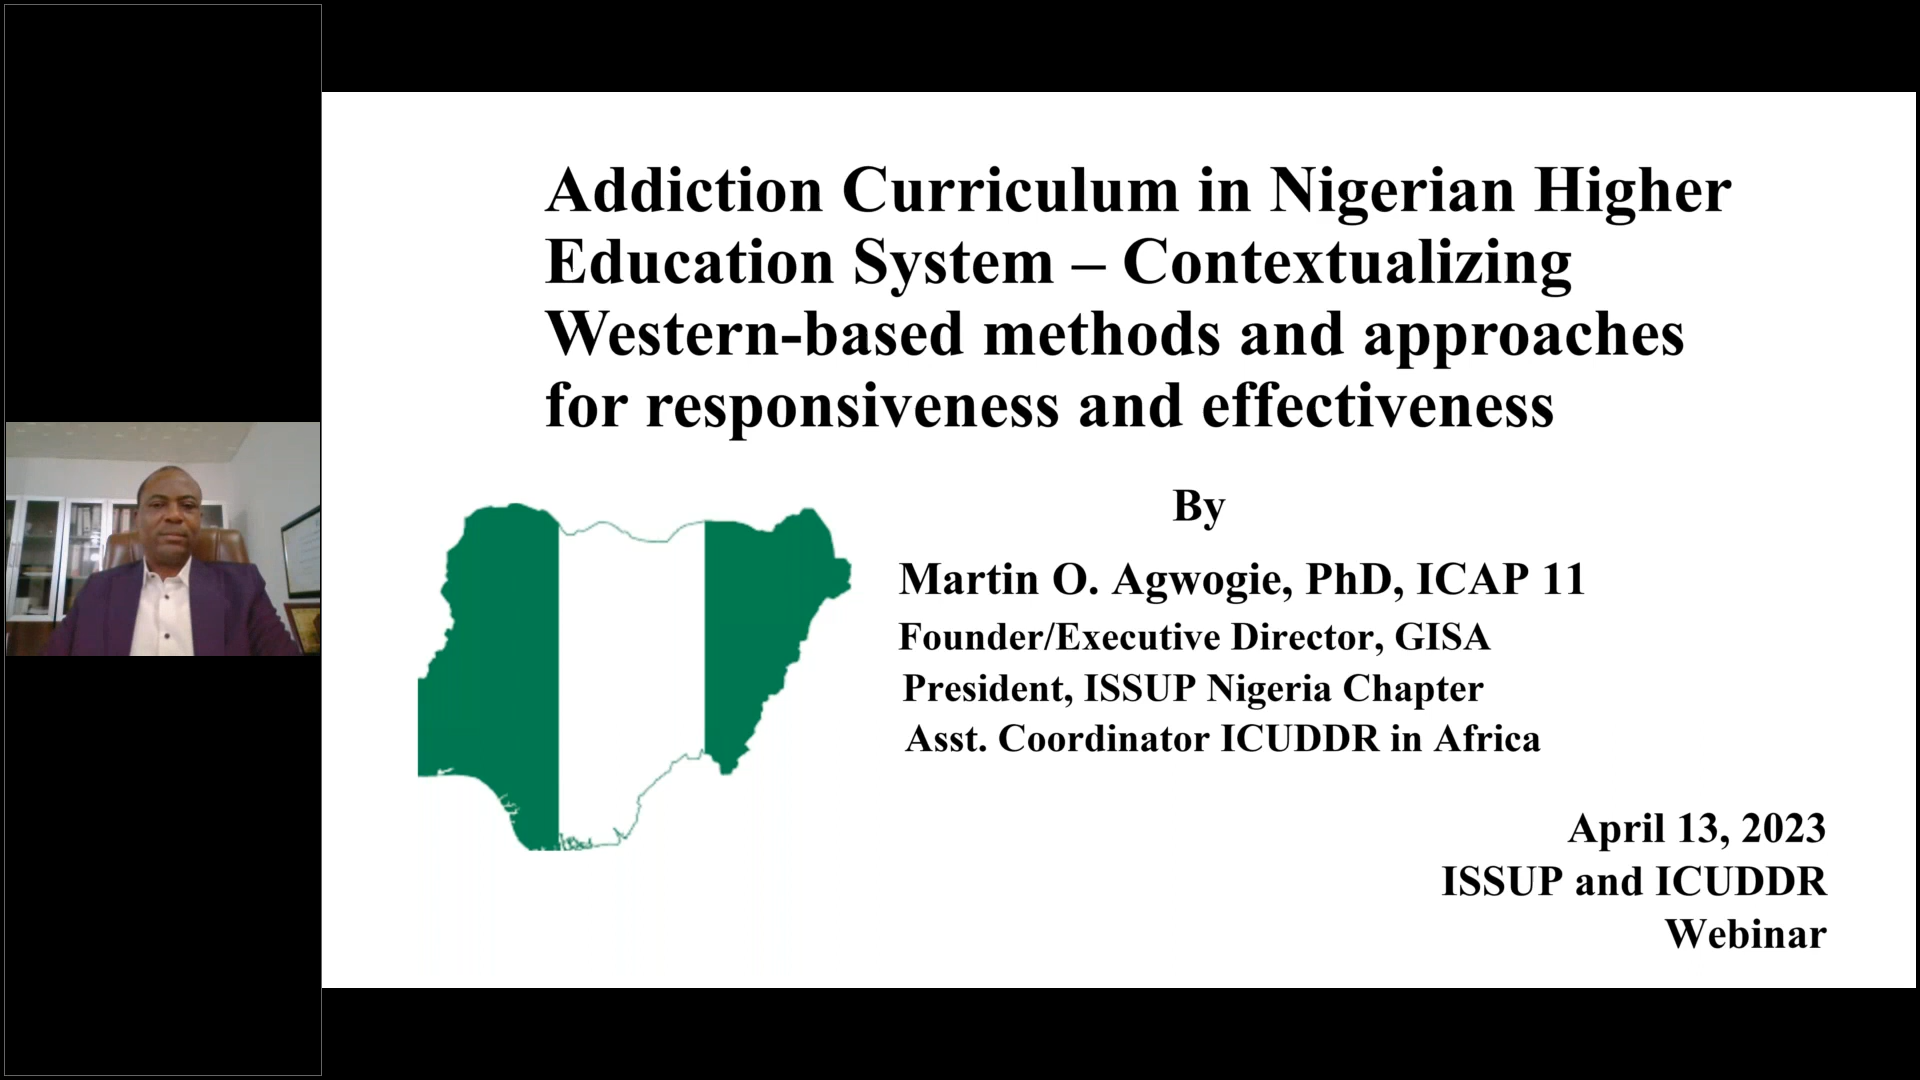 Addiction Curriculum in Nigerian Higher
Education System – Contextualizing
Western-based methods and approaches
for responsiveness and effectiveness
By
Martin O. Agwogie, PhD, ICAP 11
Founder/Executive Director, GISA
President, ISSUP Nigeria Chapter
Asst. Coordinator ICUDDR in Africa
April 13, 2023
ISSUP and ICUDDR
Webinar